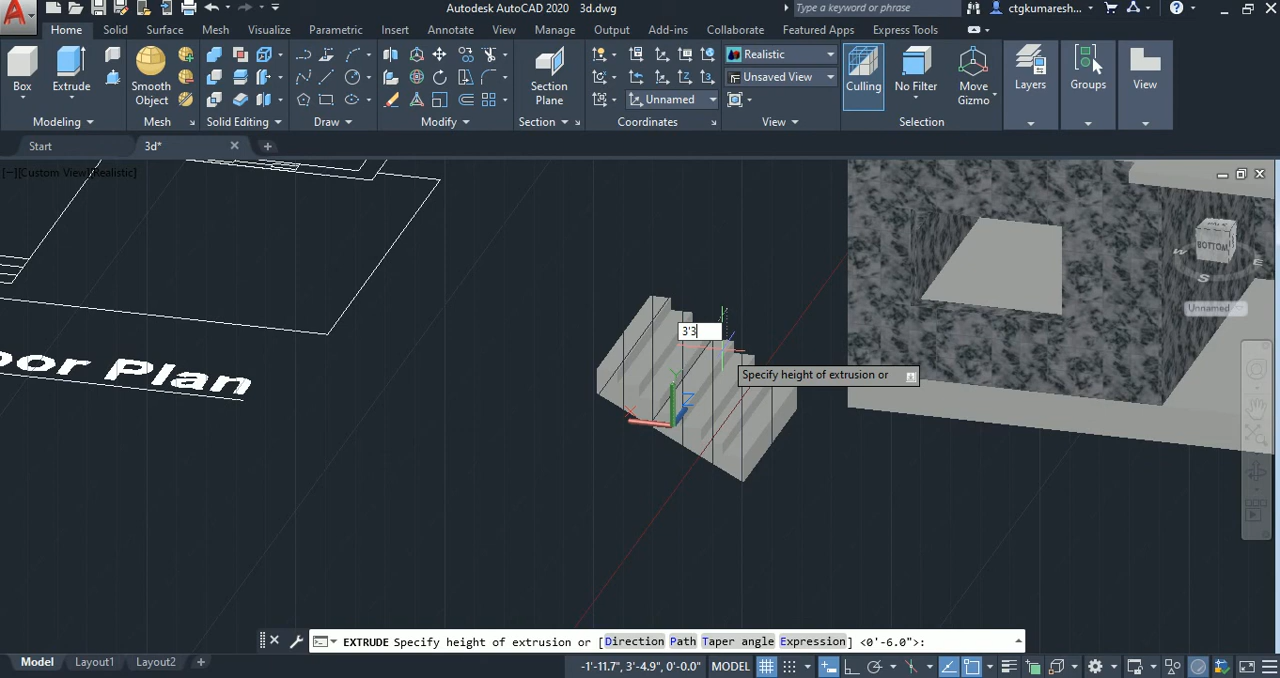 Autodesk AutoCAD 2020 3d.dwg
Type a keyword or phrase
ctgkumaresh...
Home Solid Surface Mesh Visualize Parametric Insert Annotate View Manage Output Add-ins Collaborate Featured Apps Express Tools
Realistic
Unsaved View
Unnamed
Box Extrude Smooth Object Section Plane Culling No Filter Move Gizmo Layers Groups View
Modeling Mesh Solid Editing Draw Modify Section Coordinates View Selection
Start 3d*
[−][Custom View][Realistic]
BOTTOM
W
S
E
Unnamed
3'3
Specify height of extrusion or
X
Y
Z
oor Plan
EXTRUDE Specify height of extrusion or [Direction Path Taper angle Expression] <0'-6.0">:
Model Layout1 Layout2
-1'-11.7", 3'-4.9", 0'-0.0" MODEL